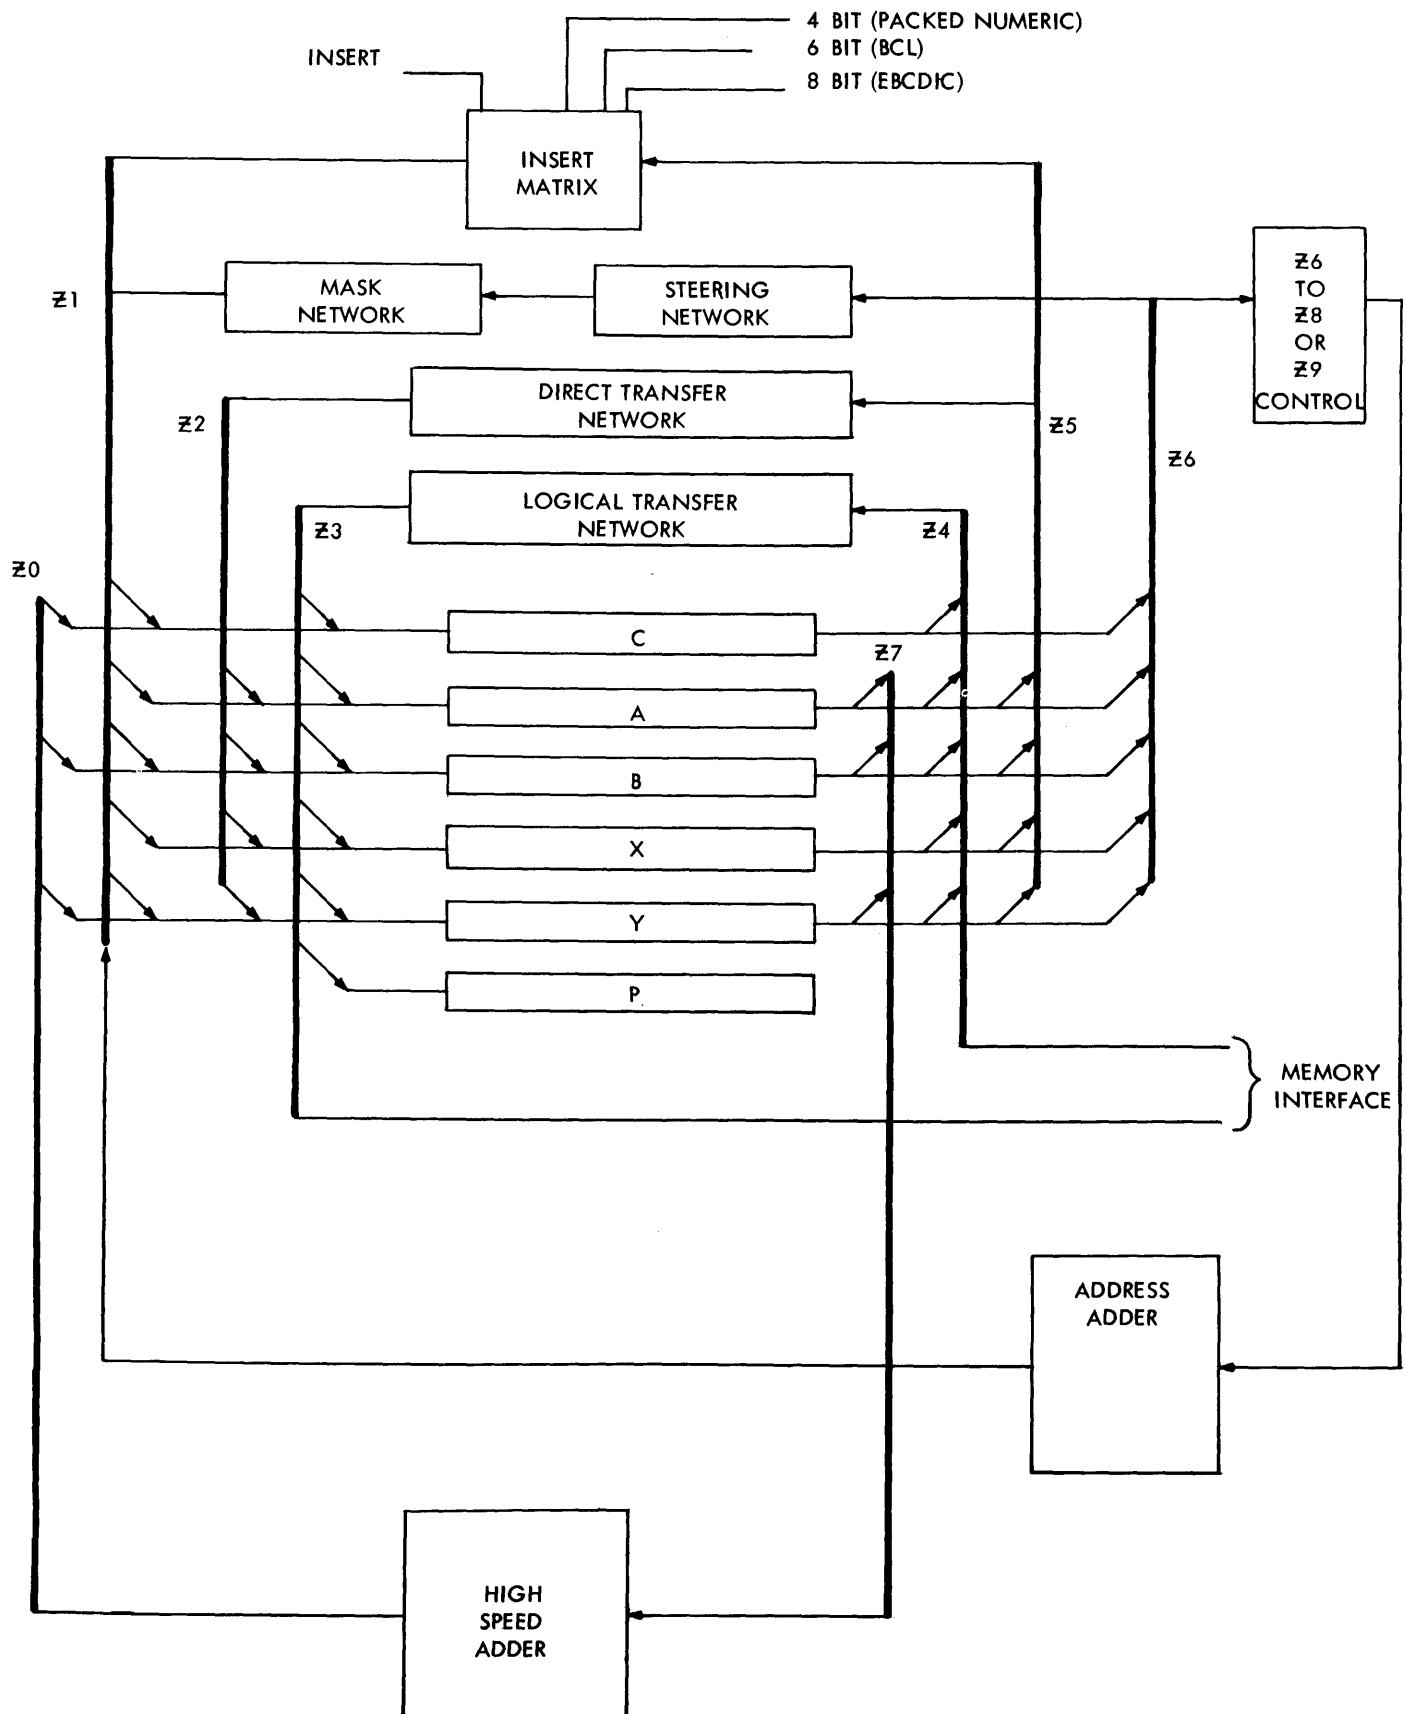 4 BIT (PACKED NUMERIC)
6 BIT (BCL)
INSERT
8 BIT (EBCDIC)
INSERT
MATRIX
Z6
TO
Z8
OR
Z9
CONTROL
Z1
MASK
NETWORK
STEERING
NETWORK
DIRECT TRANSFER
NETWORK
Z2
Z5
Z6
LOGICAL TRANSFER
NETWORK
Z3
Z4
Z0
C
Z7
A
B
X
Y
P
MEMORY
INTERFACE
ADDRESS
ADDER
HIGH
SPEED
ADDER